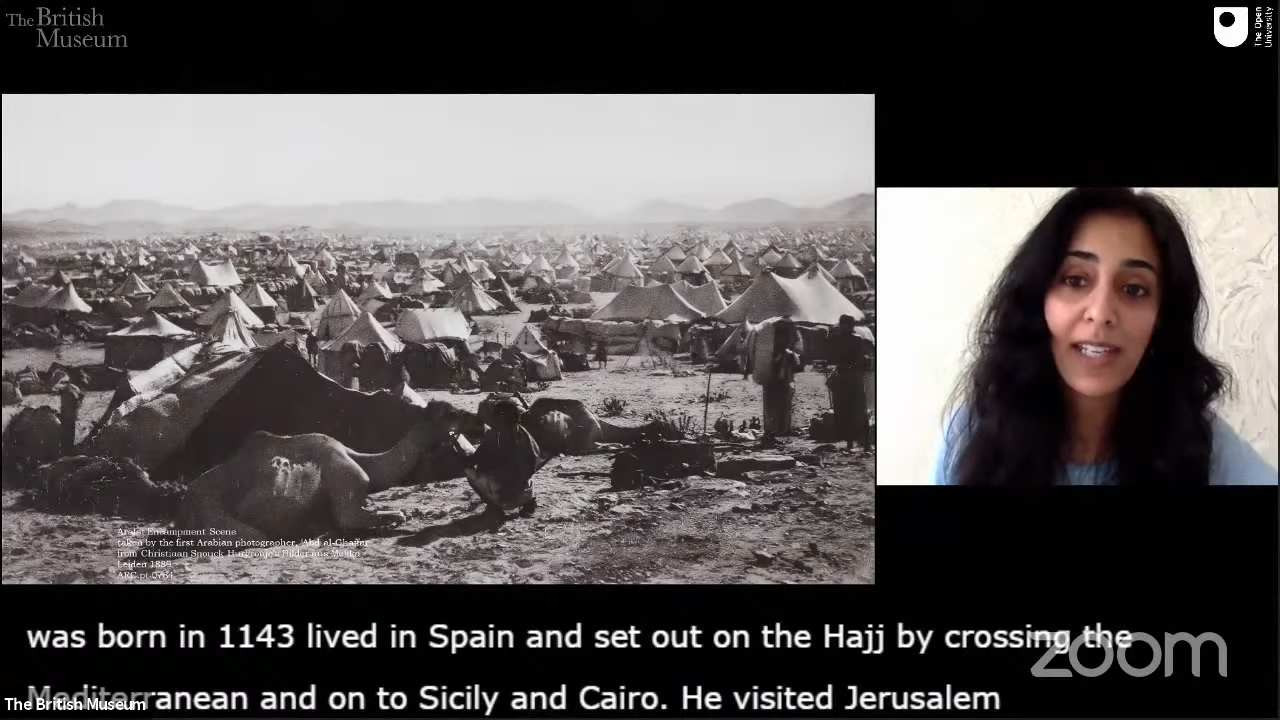 The British
Museum
The Open
University
Arafat Encampment Scene
taken by the first Arabian photographer, 'Abd al-Ghaffar
from Christiaan Snouck Hurgronje's Bilder aus Mekka
Leiden 1889
was born in 1143 lived in Spain and set out on the Hajj by crossing the
Mediterranean and on to Sicily and Cairo. He visited Jerusalem
The British Museum
zoom